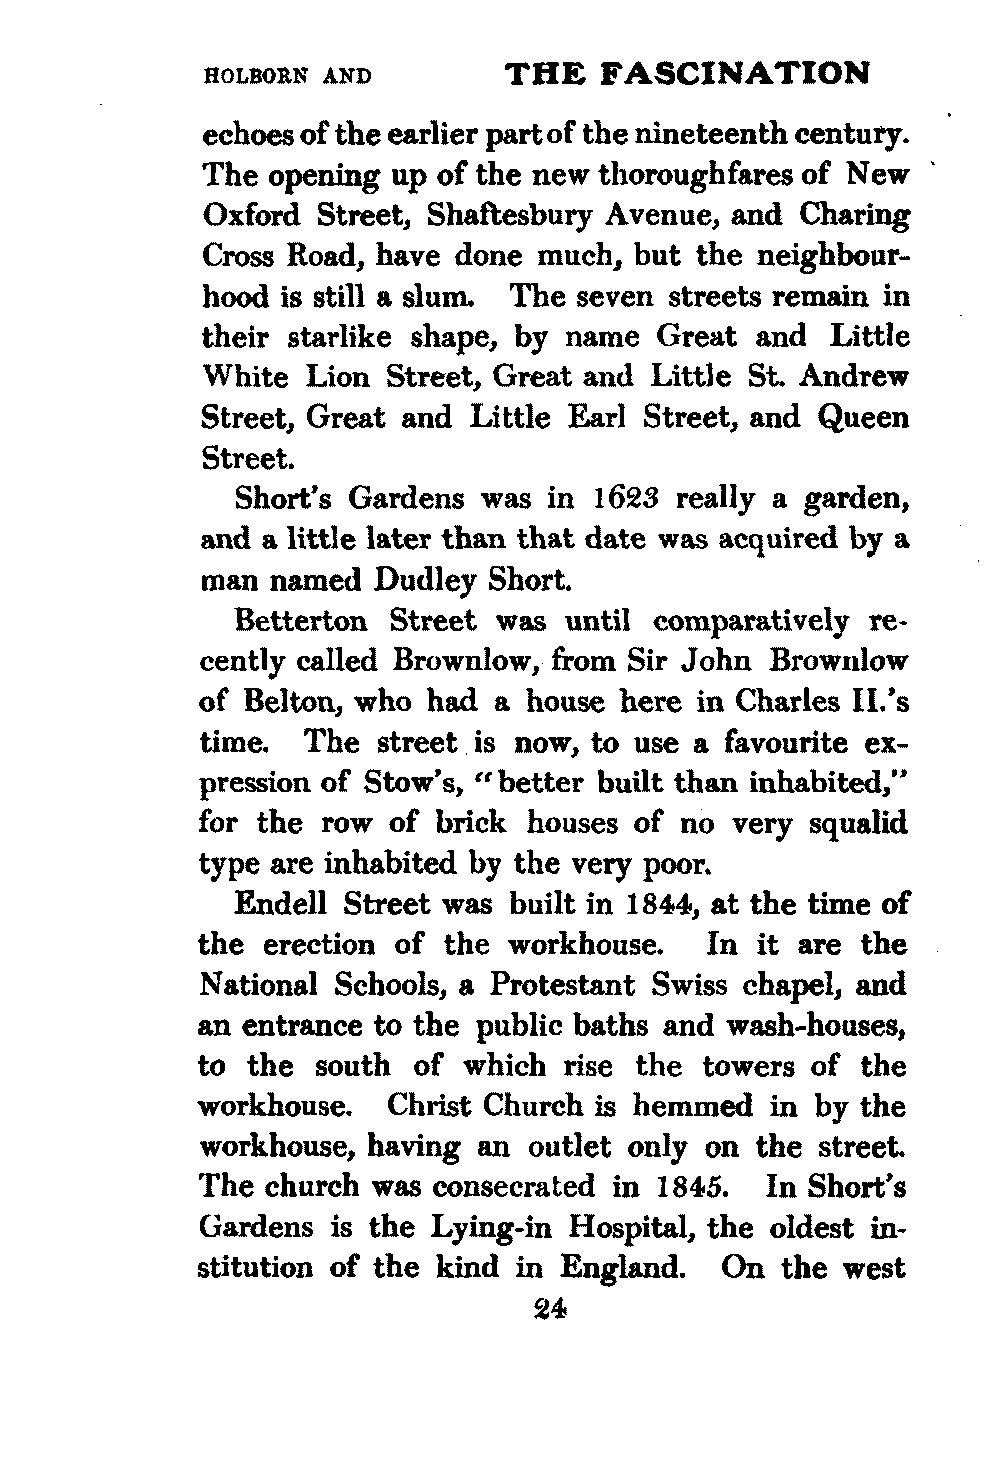 HOLBORN AND THE FASCINATION
echoes of the earlier part of the nineteenth century.
The opening up of the new thoroughfares of New
Oxford Street, Shaftesbury Avenue, and Charing
Cross Road, have done much, but the neighbour-
hood is still a slum. The seven streets remain in
their starlike shape, by name Great and Little
White Lion Street, Great and Little St. Andrew
Street, Great and Little Earl Street, and Queen
Street.
Short's Gardens was in 1623 really a garden,
and a little later than that date was acquired by a
man named Dudley Short.
Betterton Street was until comparatively re-
cently called Brownlow, from Sir John Brownlow
of Belton, who had a house here in Charles II.'s
time. The street is now, to use a favourite ex-
pression of Stow's, "better built than inhabited,"
for the row of brick houses of no very squalid
type are inhabited by the very poor.
Endell Street was built in 1844, at the time of
the erection of the workhouse. In it are the
National Schools, a Protestant Swiss chapel, and
an entrance to the public baths and wash-houses,
to the south of which rise the towers of the
workhouse. Christ Church is hemmed in by the
workhouse, having an outlet only on the street.
The church was consecrated in 1845. In Short's
Gardens is the Lying-in Hospital, the oldest in-
stitution of the kind in England. On the west
24